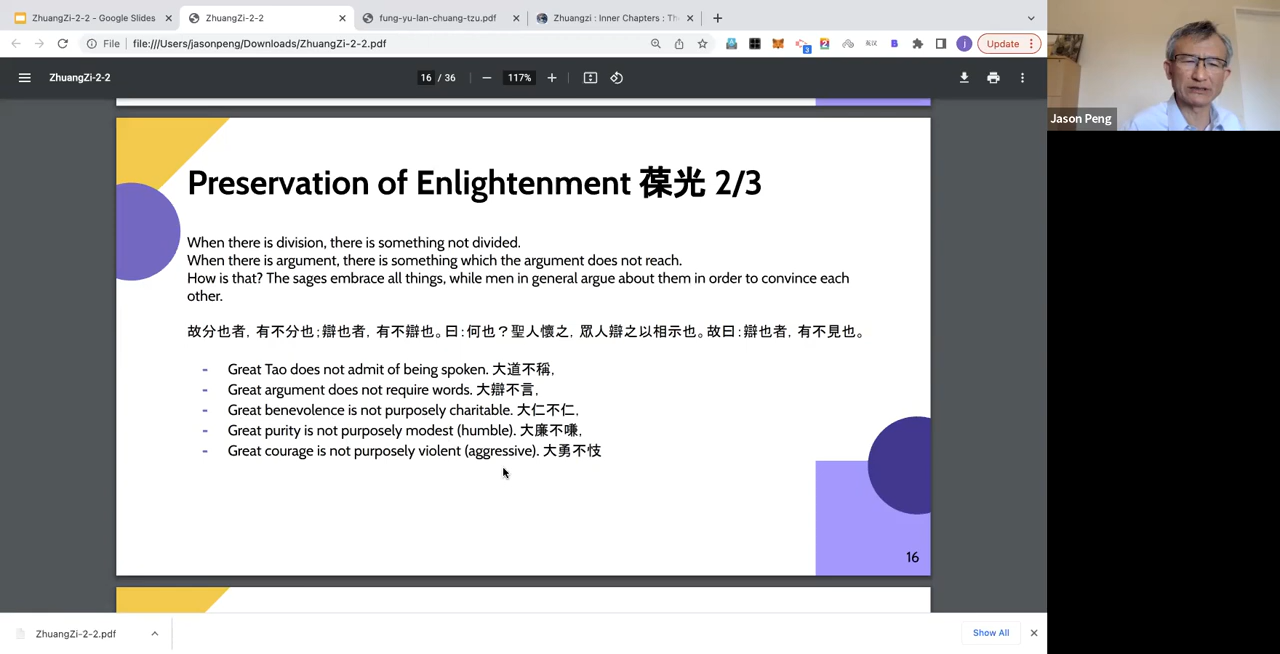 ZhuangZi-2-2 - Google Slides
ZhuangZi-2-2
fung-yu-lan-chuang-tzu.pdf
Zhuangzi : Inner Chapters : Th
File file:///Users/jasonpeng/Downloads/ZhuangZi-2-2.pdf
3
j
Update
ZhuangZi-2-2
16 / 36
117%
Jason Peng
Preservation of Enlightenment 葆光 2/3
When there is division, there is something not divided.
When there is argument, there is something which the argument does not reach.
How is that? The sages embrace all things, while men in general argue about them in order to convince each
other.
故分也者, 有不分也;辯也者, 有不辯也。曰:何也?聖人懷之, 眾人辯之以相示也。故曰:辯也者, 有不見也。
- Great Tao does not admit of being spoken. 大道不稱,
- Great argument does not require words. 大辯不言,
- Great benevolence is not purposely charitable. 大仁不仁,
- Great purity is not purposely modest (humble). 大廉不嗛,
- Great courage is not purposely violent (aggressive). 大勇不忮
16
ZhuangZi-2-2.pdf
Show All